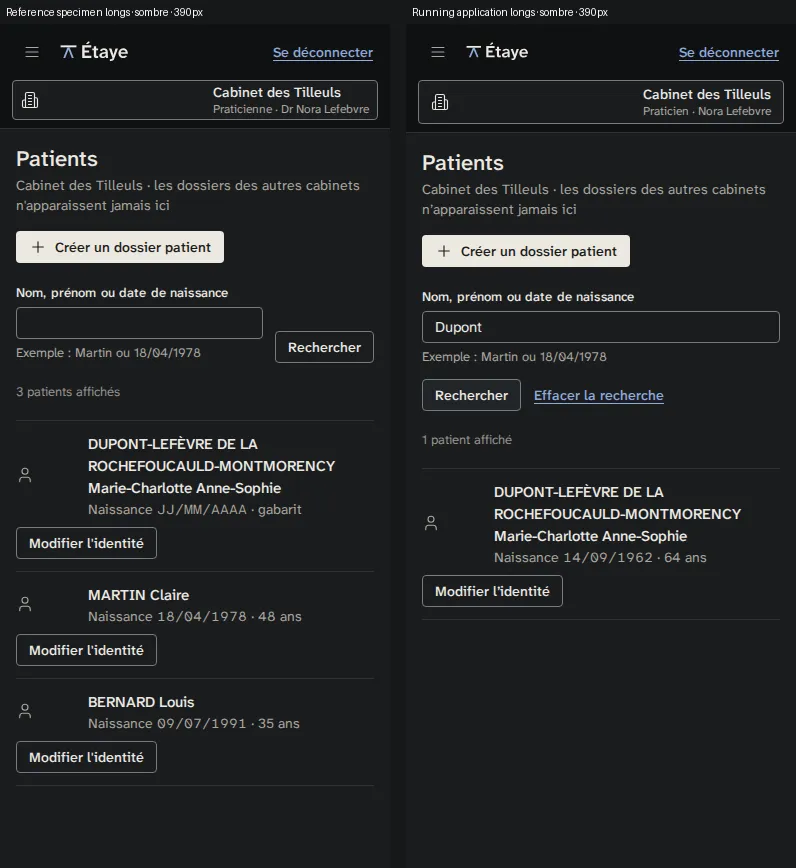 Reference specimen longs·sombre·390px
Étaye
Se déconnecter
Cabinet des Tilleuls
Praticienne · Dr Nora Lefebvre
Patients
Cabinet des Tilleuls · les dossiers des autres cabinets
n'apparaissent jamais ici
Créer un dossier patient
Nom, prénom ou date de naissance
Exemple : Martin ou 18/04/1978
Rechercher
3 patients affichés
DUPONT-LEFÈVRE DE LA
ROCHEFOUCAULD-MONTMORENCY
Marie-Charlotte Anne-Sophie
Naissance JJ/MM/AAAA · gabarit
Modifier l'identité
MARTIN Claire
Naissance 18/04/1978 · 48 ans
Modifier l'identité
BERNARD Louis
Naissance 09/07/1991 · 35 ans
Modifier l'identité
Running application longs·sombre·390px
Étaye
Se déconnecter
Cabinet des Tilleuls
Praticien · Nora Lefebvre
Patients
Cabinet des Tilleuls · les dossiers des autres cabinets
n'apparaissent jamais ici
Créer un dossier patient
Nom, prénom ou date de naissance
Dupont
Exemple : Martin ou 18/04/1978
Rechercher
Effacer la recherche
1 patient affiché
DUPONT-LEFÈVRE DE LA
ROCHEFOUCAULD-MONTMORENCY
Marie-Charlotte Anne-Sophie
Naissance 14/09/1962 · 64 ans
Modifier l'identité